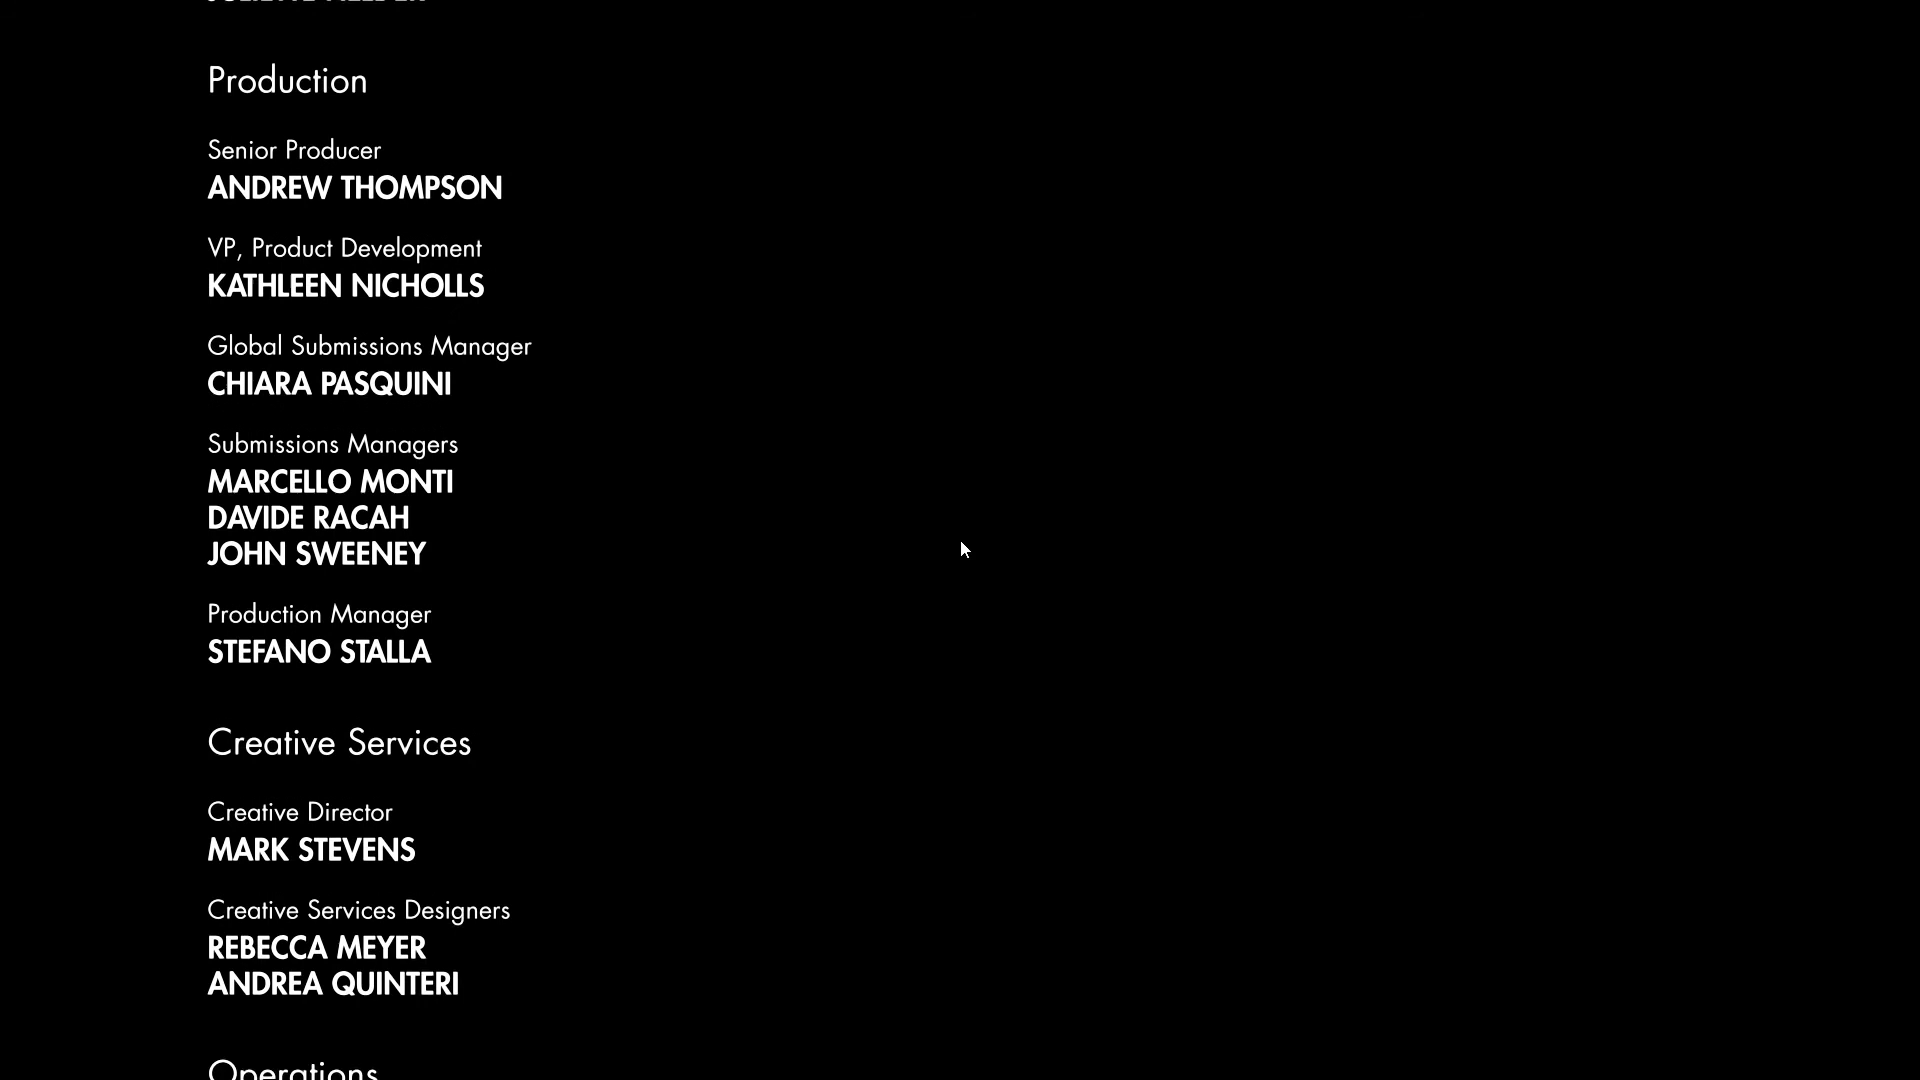 Production
Senior Producer
ANDREW THOMPSON
VP, Product Development
KATHLEEN NICHOLLS
Global Submissions Manager
CHIARA PASQUINI
Submissions Managers
MARCELLO MONTI
DAVIDE RACAH
JOHN SWEENEY
Production Manager
STEFANO STALLA
Creative Services
Creative Director
MARK STEVENS
Creative Services Designers
REBECCA MEYER
ANDREA QUINTERI
Operations